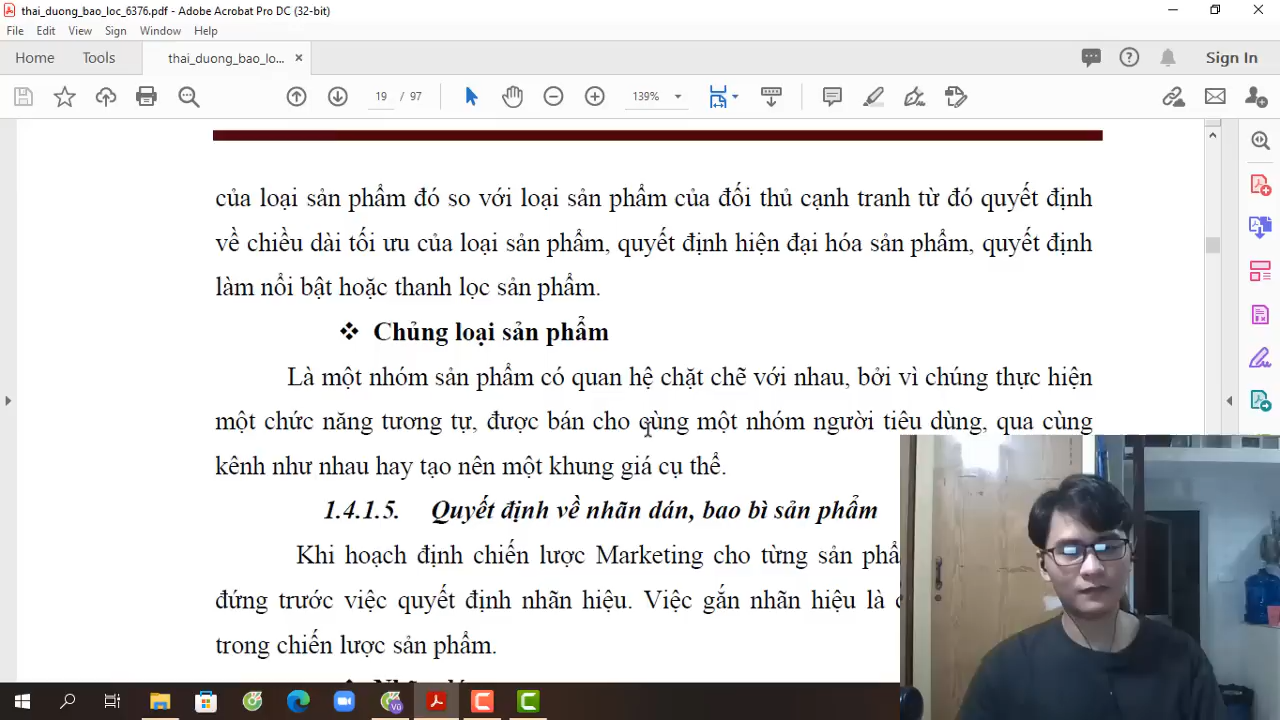 thai_duong_bao_loc_6376.pdf - Adobe Acrobat Pro DC (32-bit)
File Edit View Sign Window Help
Home Tools thai_duong_bao_lo... × Sign In
19 / 97 139%
của loại sản phẩm đó so với loại sản phẩm của đối thủ cạnh tranh từ đó quyết định
về chiều dài tối ưu của loại sản phẩm, quyết định hiện đại hóa sản phẩm, quyết định
làm nổi bật hoặc thanh lọc sản phẩm.
❖ Chủng loại sản phẩm
Là một nhóm sản phẩm có quan hệ chặt chẽ với nhau, bởi vì chúng thực hiện
một chức năng tương tự, được bán cho cùng một nhóm người tiêu dùng, qua cùng
kênh như nhau hay tạo nên một khung giá cụ thể.
1.4.1.5. Quyết định về nhãn dán, bao bì sản phẩm
Khi hoạch định chiến lược Marketing cho từng sản
đứng trước việc quyết định nhãn hiệu. Việc gắn nhãn hiệu là
trong chiến lược sản phẩm.